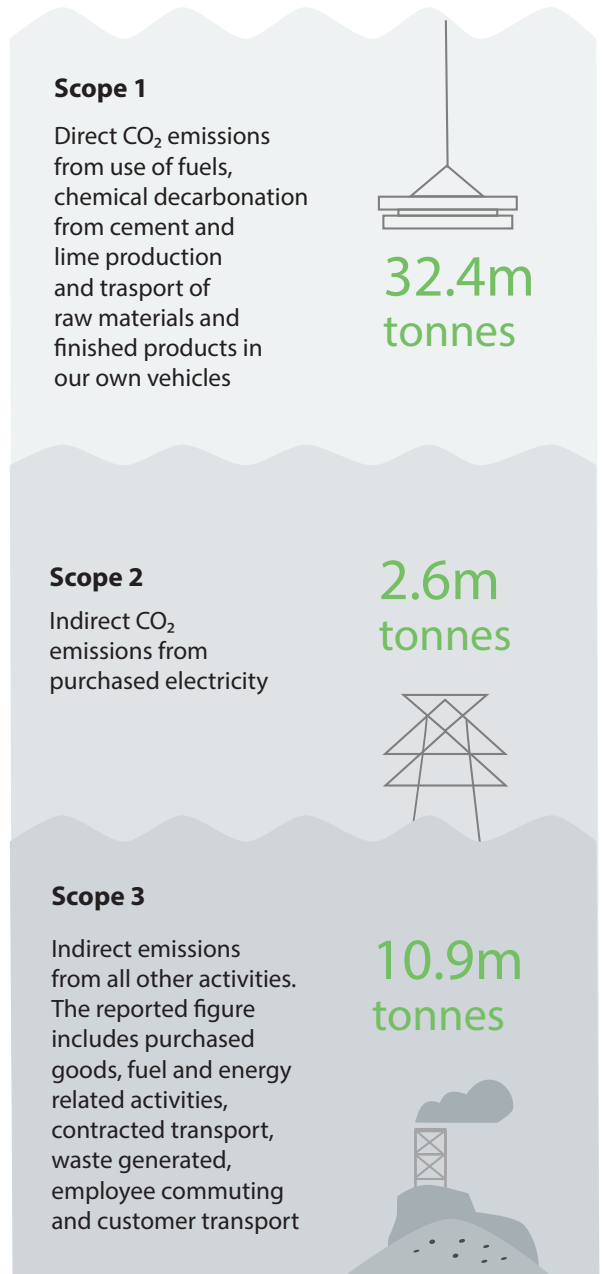 Scope 1
Direct CO₂ emissions
from use of fuels,
chemical decarbonation
from cement and
lime production
and trasport of
raw materials and
finished products in
our own vehicles
32.4m
tonnes
Scope 2
Indirect CO₂
emissions from
purchased electricity
2.6m
tonnes
Scope 3
Indirect emissions
from all other activities.
The reported figure
includes purchased
goods, fuel and energy
related activities,
contracted transport,
waste generated,
employee commuting
and customer transport
10.9m
tonnes